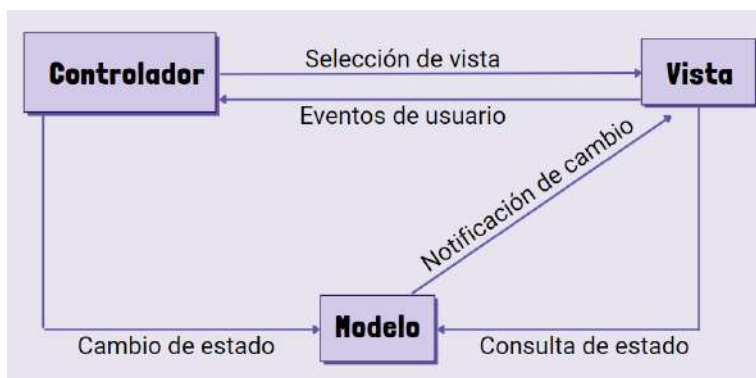 Controlador
Selección de vista
Vista
Eventos de usuario
Notificación de cambio
Modelo
Cambio de estado
Consulta de estado